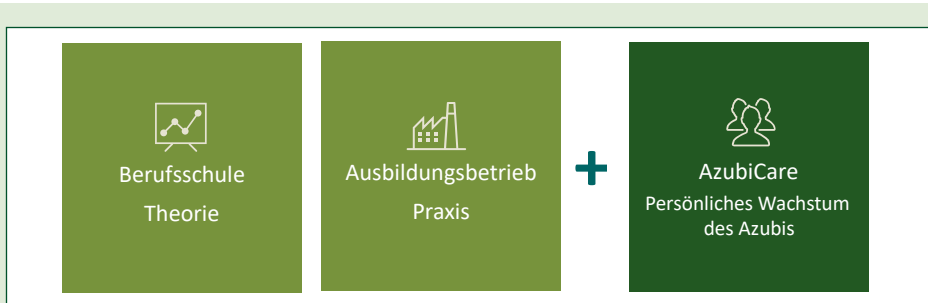 Berufsschule
Theorie
Ausbildungsbetrieb
Praxis
+
AzubiCare
Persönliches Wachstum
des Azubis